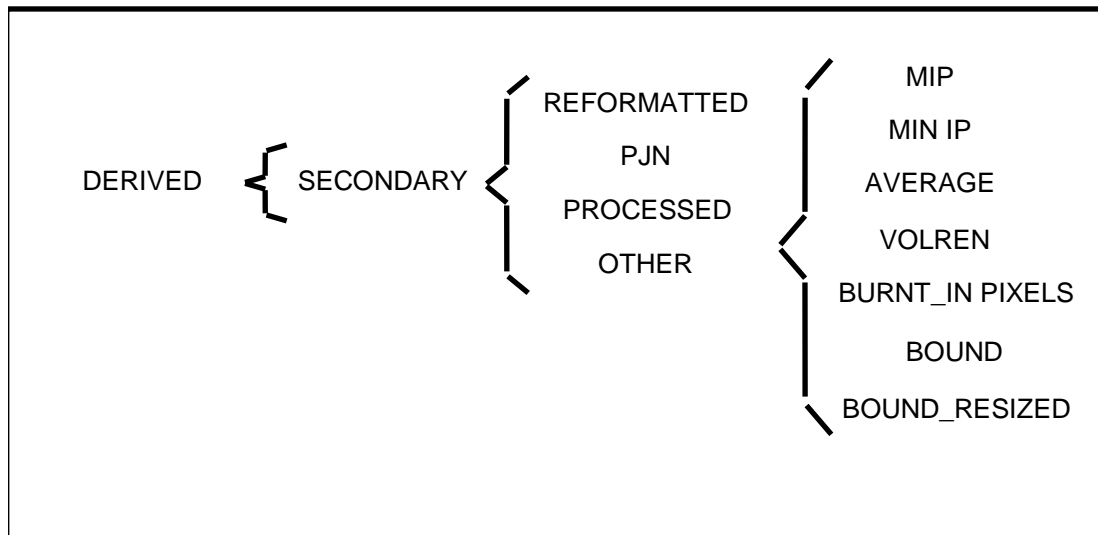 DERIVED
SECONDARY
REFORMATTED
PJN
PROCESSED
OTHER
MIP
MIN IP
AVERAGE
VOLREN
BURNT_IN PIXELS
BOUND
BOUND_RESIZED